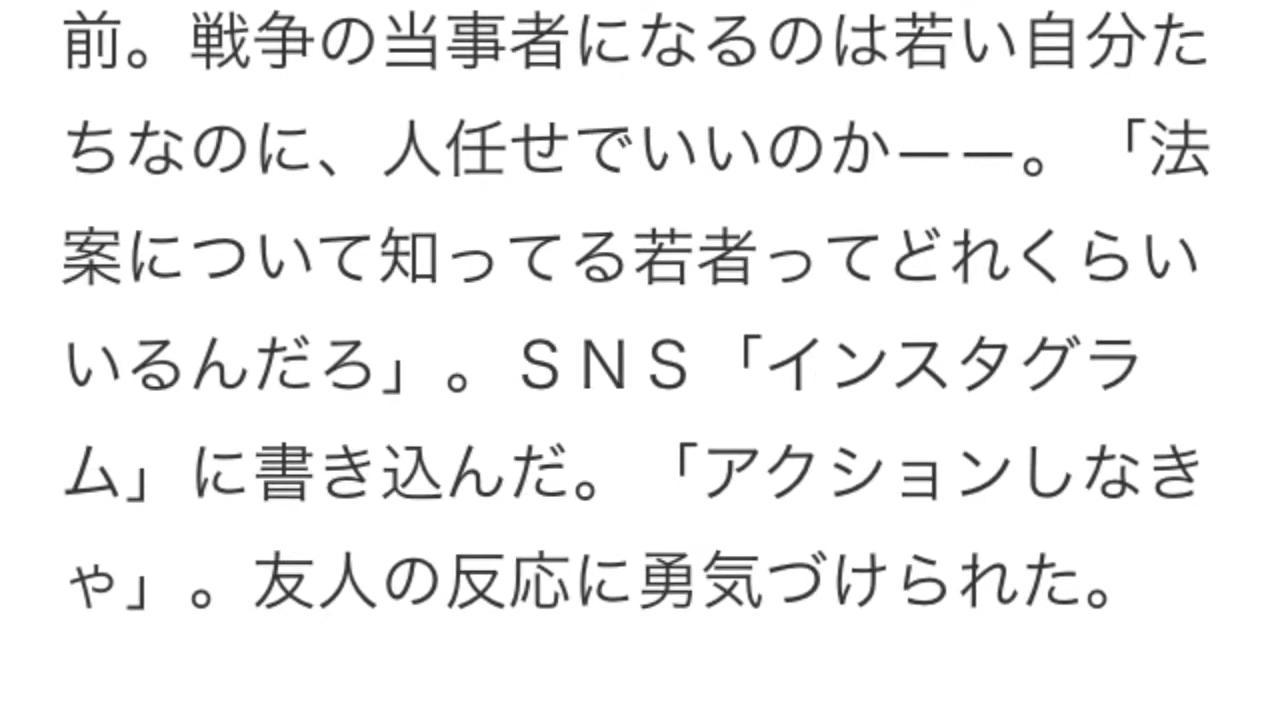 前。戦争の当事者になるのは若い自分た
ちなのに、人任せでいいのかーー。「法
案について知ってる若者ってどれくらい
いるんだろ」。ＳＮＳ「インスタグラ
ム」に書き込んだ。「アクションしなき
ゃ」。友人の反応に勇気づけられた。